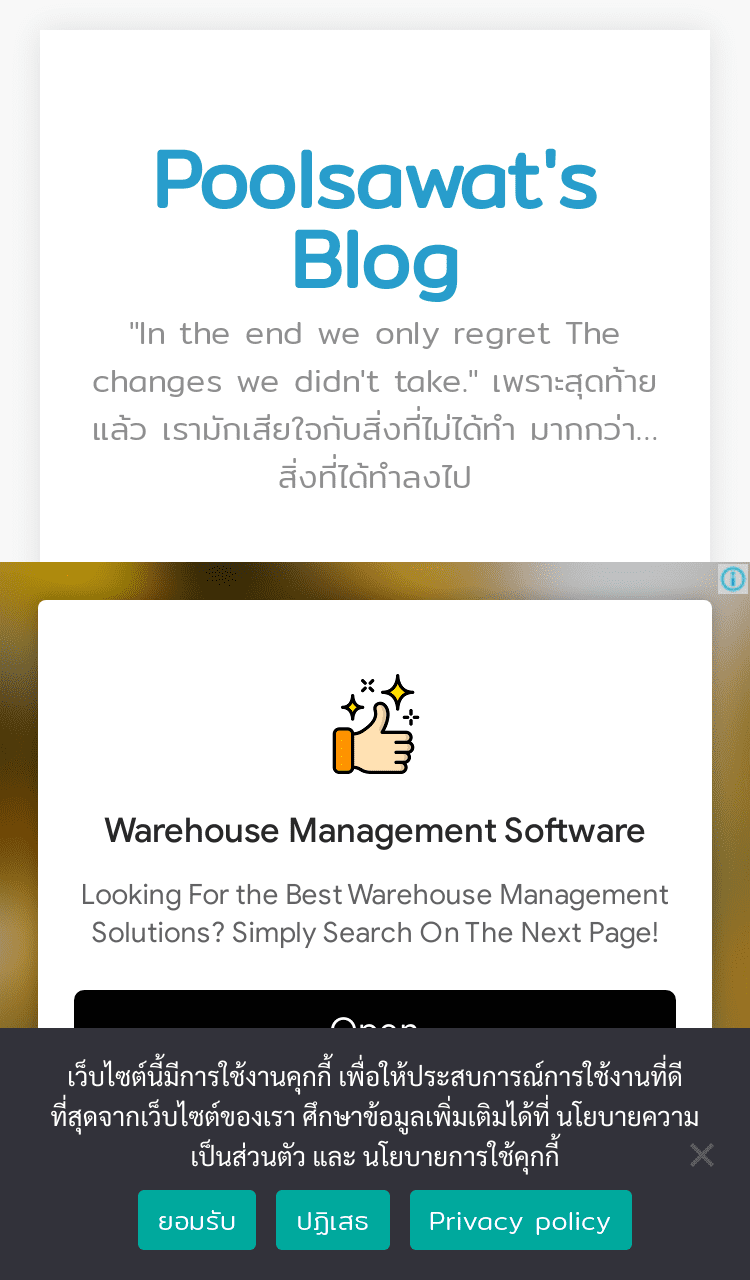 Poolsawat's
Blog
"In the end we only regret The
changes we didn't take." เพราะสุดท้าย
แล้ว เรามักเสียใจกับสิ่งที่ไม่ได้ทำ มากกว่า...
สิ่งที่ได้ทำลงไป
Warehouse Management Software
Looking For the Best Warehouse Management
Solutions? Simply Search On The Next Page!
Open
เว็บไซต์นี้มีการใช้งานคุกกี้ เพื่อให้ประสบการณ์การใช้งานที่ดี
ที่สุดจากเว็บไซต์ของเรา ศึกษาข้อมูลเพิ่มเติมได้ที่ นโยบายความ
เป็นส่วนตัว และ นโยบายการใช้คุกกี้
ยอมรับ ปฏิเสธ Privacy policy